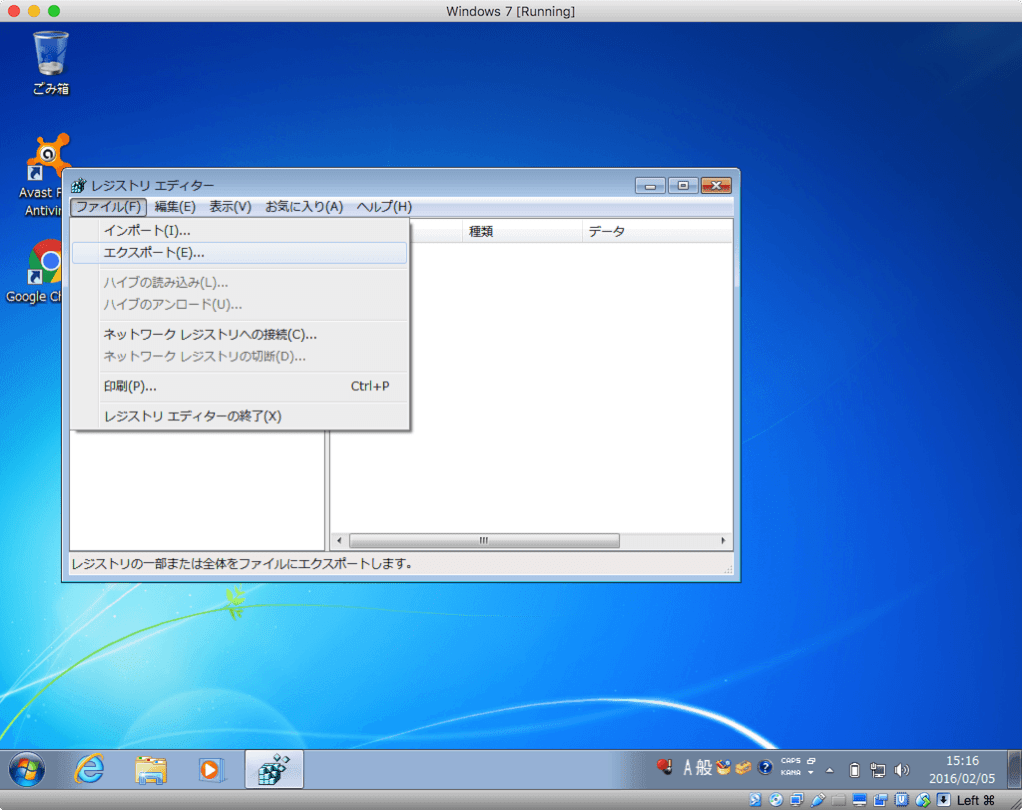 Windows 7 [Running]
ごみ箱
Avast F
Antivir
Google Ch
レジストリ エディター
ファイル(F) 編集(E) 表示(V) お気に入り(A) ヘルプ(H)
種類 データ
インポート(I)...
エクスポート(E)...
ハイブの読み込み(L)...
ハイブのアンロード(U)...
ネットワーク レジストリへの接続(C)...
ネットワーク レジストリの切断(D)...
印刷(P)... Ctrl+P
レジストリ エディターの終了(X)
レジストリの一部または全体をファイルにエクスポートします。
A 般 CAPS
KANA
15:16
2016/02/05
Left ⌘